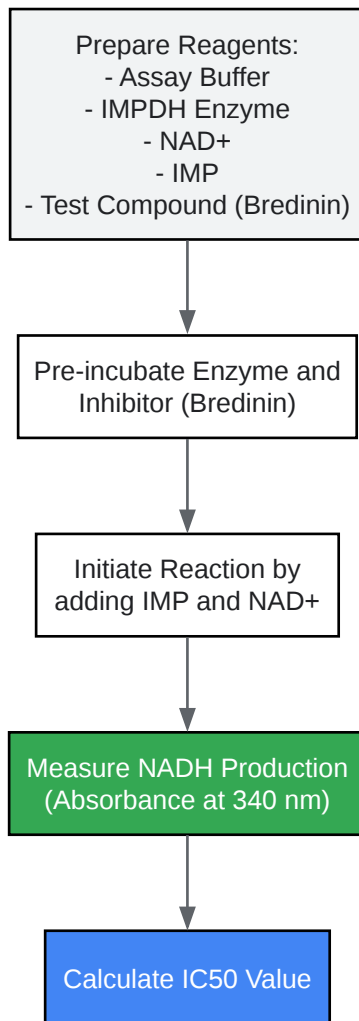 Prepare Reagents:
- Assay Buffer
- IMPDH Enzyme
- NAD+
- IMP
- Test Compound (Bredinin)
Pre-incubate Enzyme and
Inhibitor (Bredinin)
Initiate Reaction by
adding IMP and NAD+
Measure NADH Production
(Absorbance at 340 nm)
Calculate IC50 Value